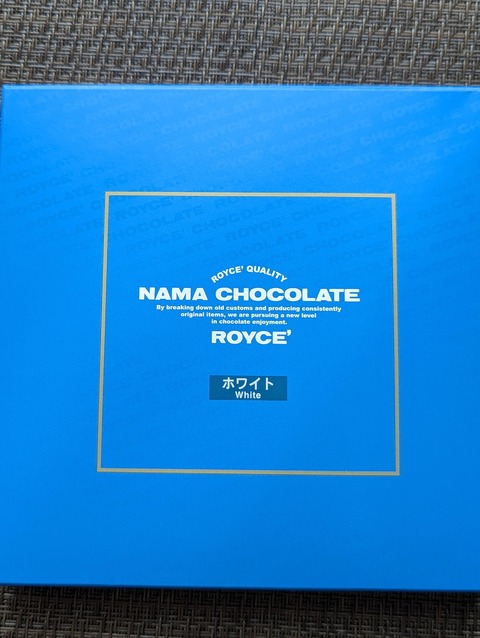 ROYCE' QUALITY
NAMA CHOCOLATE
By breaking down old customs and producing consistently
original items, we are pursuing a new level
in chocolate enjoyment.
ROYCE'
ホワイト
White